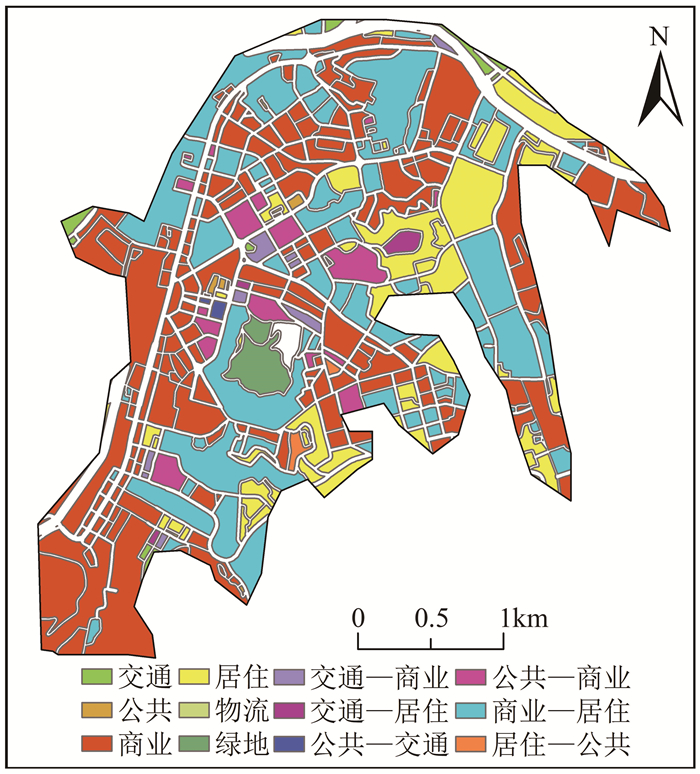 N
0 0.5 1km
交通 居住 交通—商业 公共—商业
公共 物流 交通—居住 商业—居住
商业 绿地 公共—交通 居住—公共